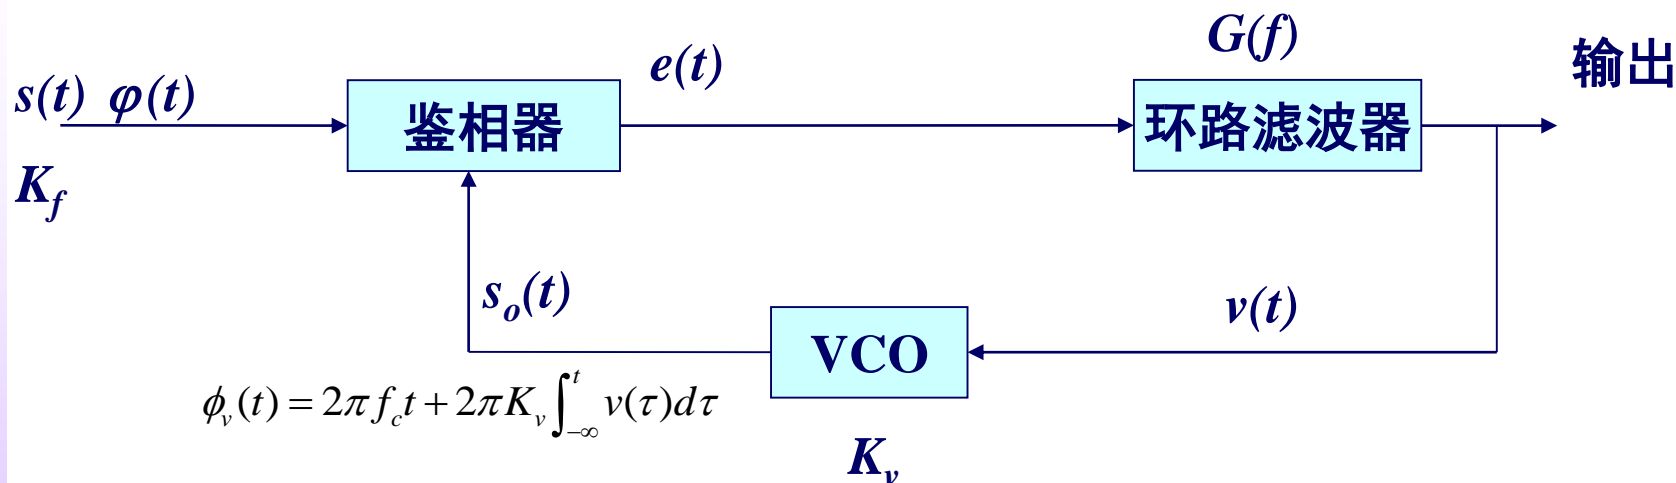 G(f)
输出
e(t)
s(t) φ(t)
鉴相器
环路滤波器
K_f
s_o(t)
v(t)
VCO
ϕ_v(t) = 2πf_c t + 2πK_v ∫_{-∞}^{t} v(τ)dτ
K_v